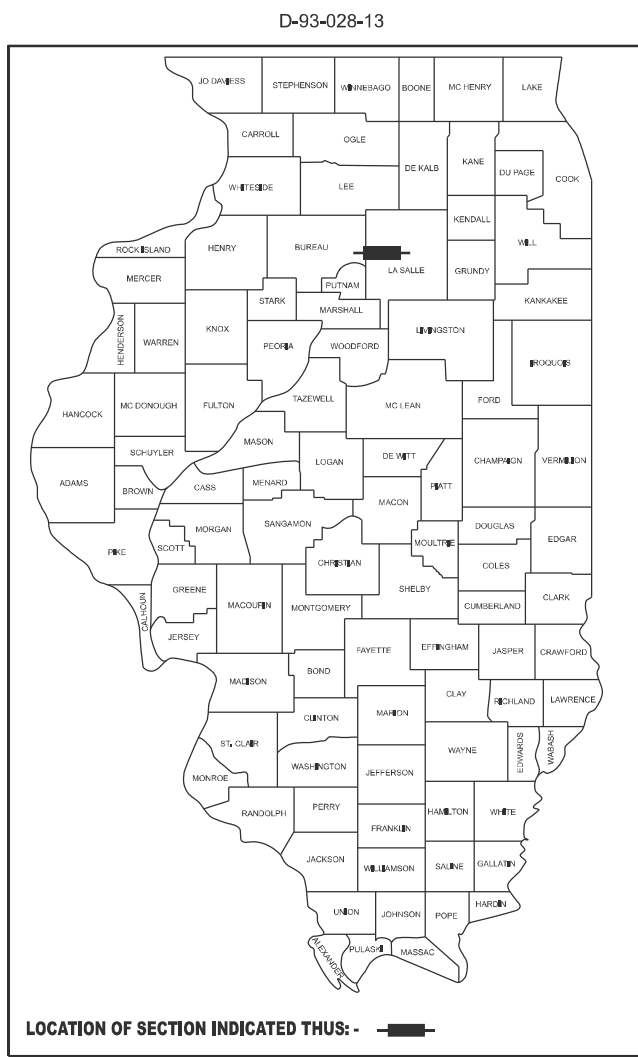 D-93-028-13
JO DAVIESS
STEPHENSON
WINNEBAGO
BOONE
MC HENRY
LAKE
CARROLL
OGLE
DE KALB
KANE
DU PAGE
COOK
WHITESIDE
LEE
KENDALL
WILL
ROCK ISLAND
HENRY
BUREAU
LA SALLE
GRUNDY
MERCER
PUTNAM
STARK
MARSHALL
KANKAKEE
HENDERSON
WARREN
KNOX
PEORIA
WOODFORD
LIVINGSTON
IROQUOIS
HANCOCK
MC DONOUGH
FULTON
TAZEWELL
MC LEAN
FORD
SCHUYLER
MASON
LOGAN
DE WITT
CHAMPAIGN
VERMILION
ADAMS
BROWN
CASS
MENARD
PIATT
MACON
MORGAN
SANGAMON
DOUGLAS
EDGAR
PIKE
SCOTT
CHRISTIAN
MOULTRIE
COLES
CALHOUN
GREENE
MACOUPIN
MONTGOMERY
SHELBY
CUMBERLAND
CLARK
JERSEY
FAYETTE
EFFINGHAM
JASPER
CRAWFORD
MADISON
BOND
CLAY
RICHLAND
LAWRENCE
CLINTON
MARION
ST. CLAIR
WAYNE
EDWARDS
WABASH
WASHINGTON
JEFFERSON
MONROE
RANDOLPH
PERRY
HAMILTON
WHITE
FRANKLIN
JACKSON
WILLIAMSON
SALINE
GALLATIN
UNION
JOHNSON
POPE
HARDIN
ALEXANDER
PULASKI
MASSAC
LOCATION OF SECTION INDICATED THUS: -